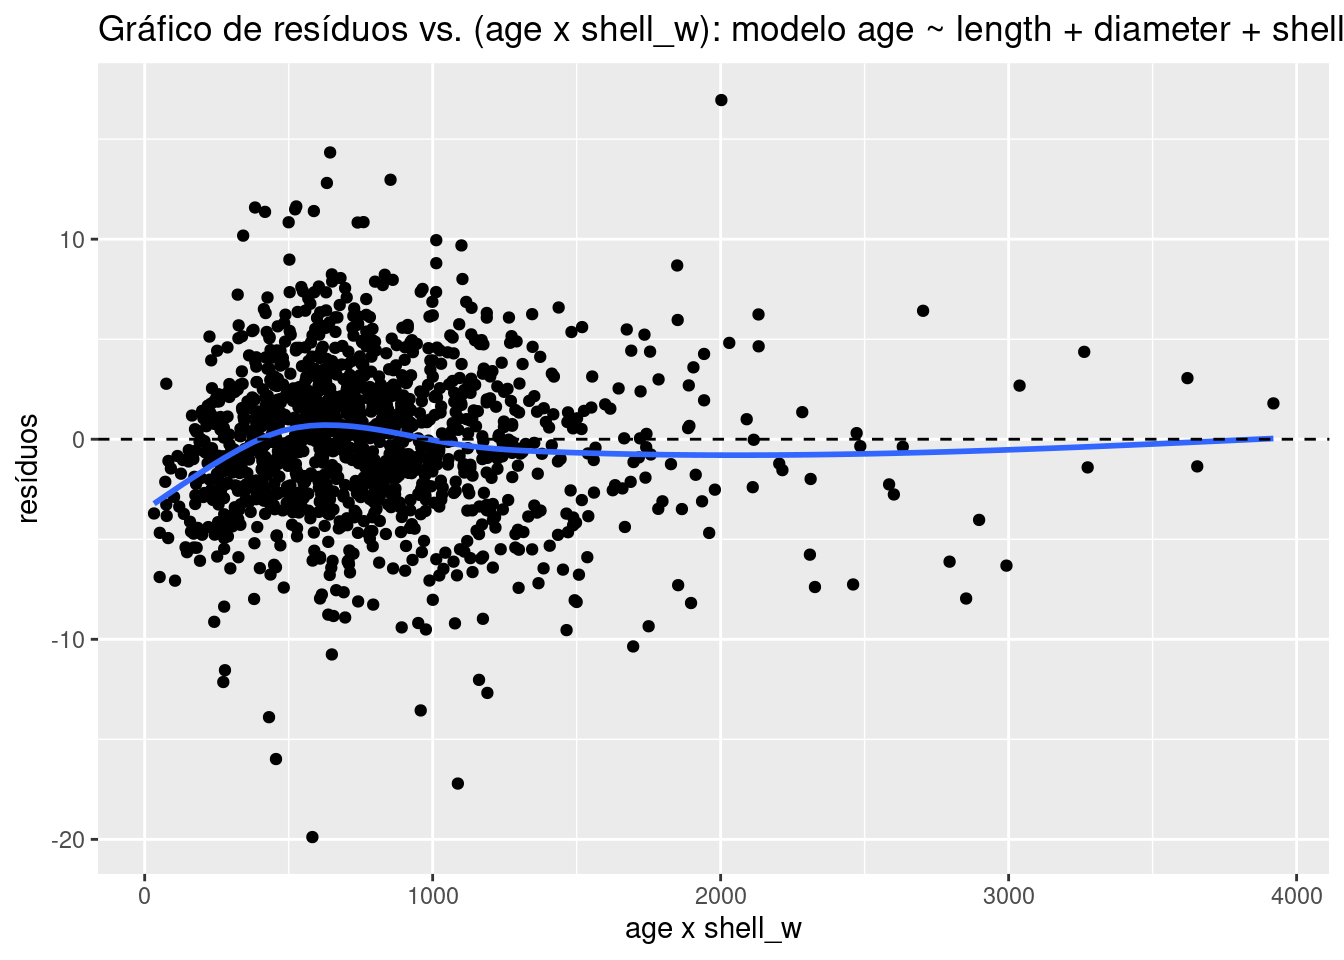 Gráfico de resíduos vs. (age x shell_w): modelo age ~ length + diameter + shell
resíduos
10
0
-10
-20
0 1000 2000 3000 4000
age x shell_w